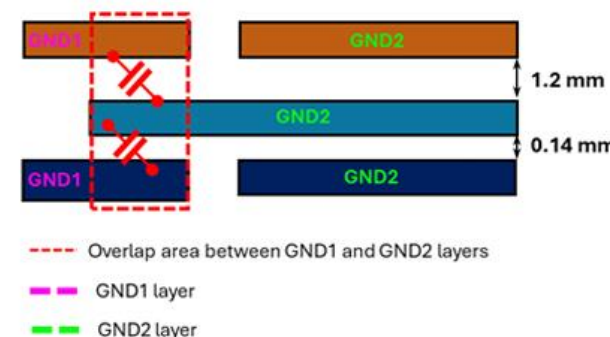 GND1 GND2
1.2 mm
GND2
0.14 mm
GND1 GND2
Overlap area between GND1 and GND2 layers
GND1 layer
GND2 layer